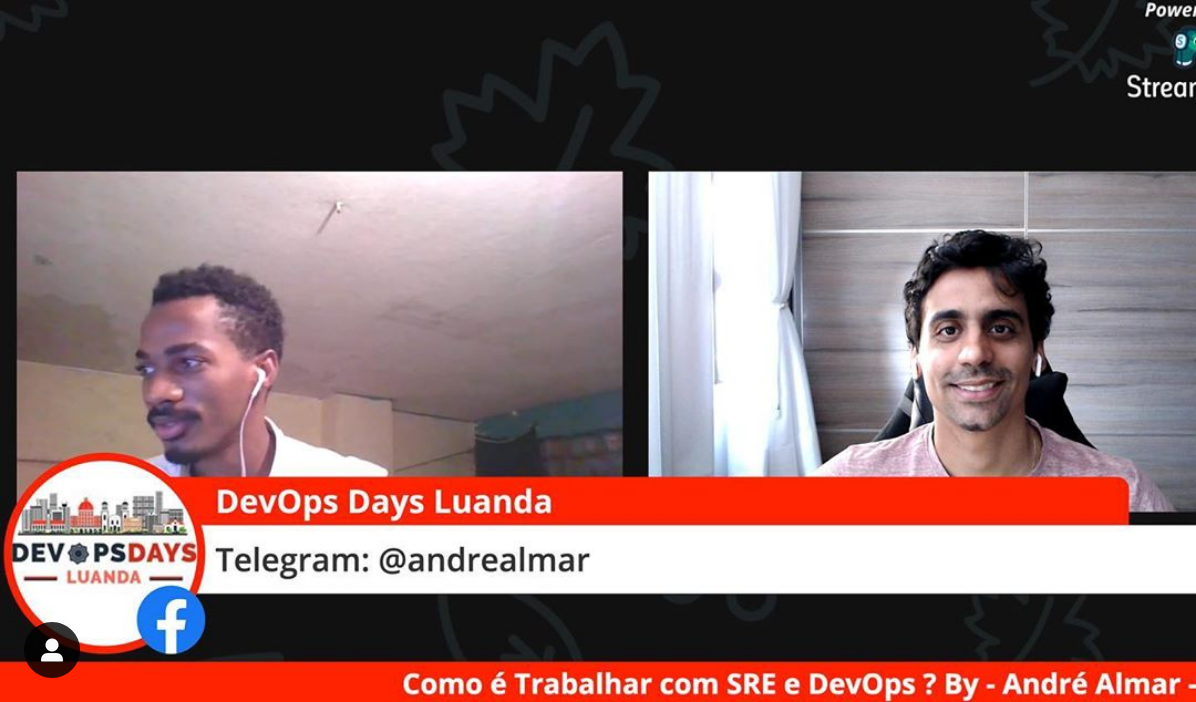 Power
Strear
DevOps Days Luanda
Telegram: @andrealmar
DEVOPSDAYS
LUANDA
Como é Trabalhar com SRE e DevOps ? By - André Almar -